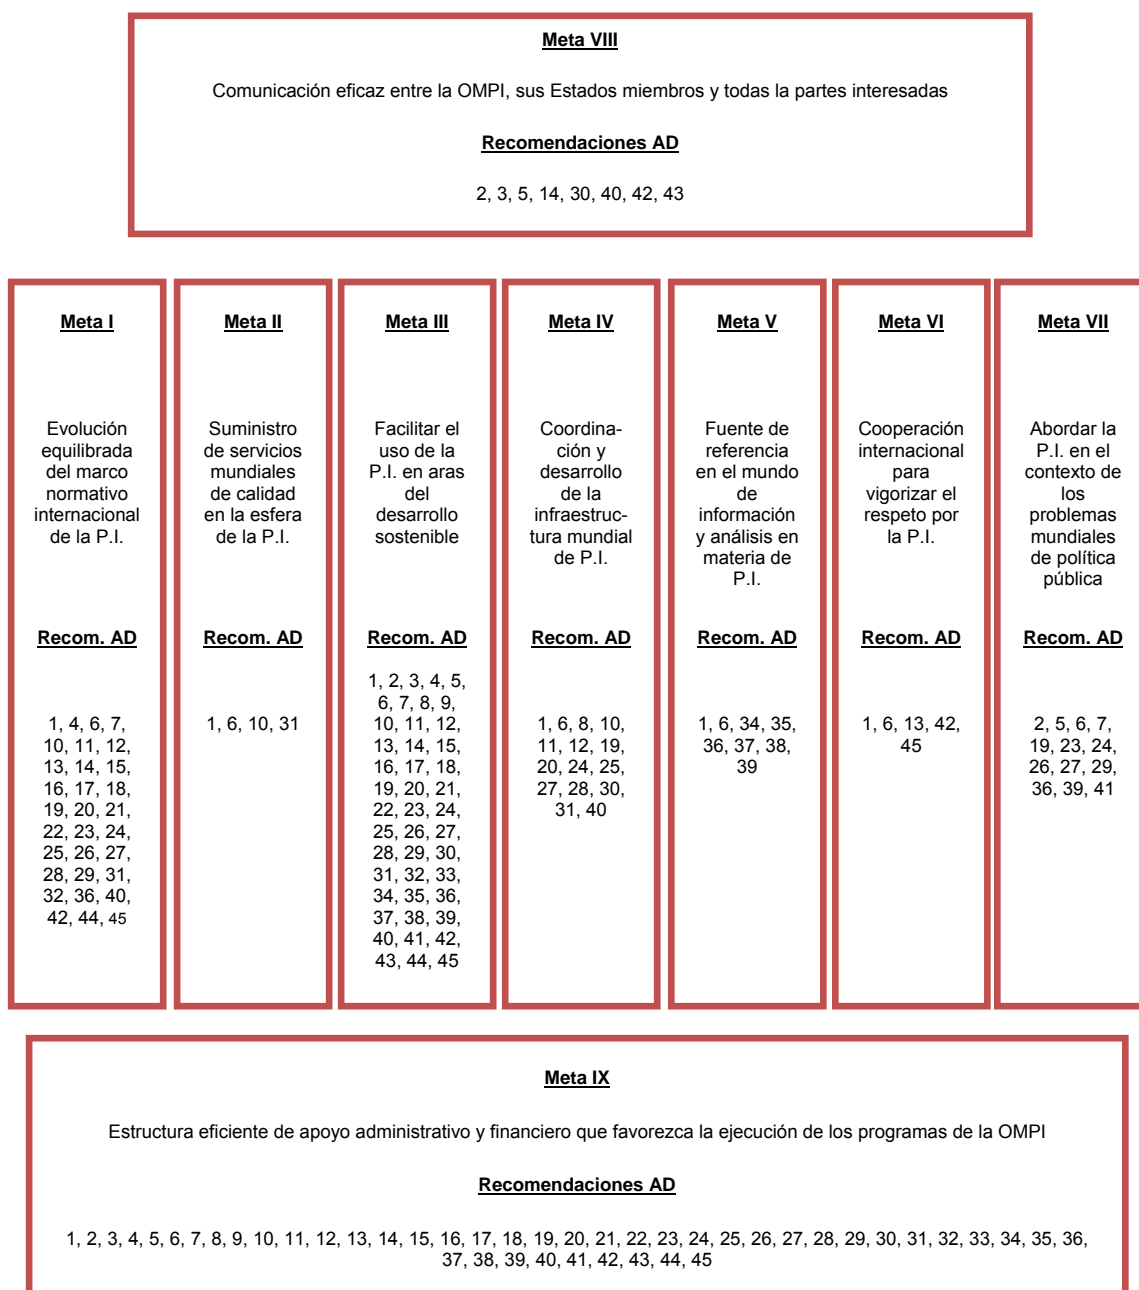 Meta VIII
Comunicación eficaz entre la OMPI, sus Estados miembros y todas la partes interesadas
Recomendaciones AD
2, 3, 5, 14, 30, 40, 42, 43
Meta I
Evolución
equilibrada
del marco
normativo
internacional
de la P.I.
Recom. AD
1, 4, 6, 7,
10, 11, 12,
13, 14, 15,
16, 17, 18,
19, 20, 21,
22, 23, 24,
25, 26, 27,
28, 29, 31,
32, 36, 40,
42, 44, 45
Meta II
Suministro
de servicios
mundiales
de calidad
en la esfera
de la P.I.
Recom. AD
1, 6, 10, 31
Meta III
Facilitar el
uso de la
P.I. en aras
del
desarrollo
sostenible
Recom. AD
1, 2, 3, 4, 5,
6, 7, 8, 9,
10, 11, 12,
13, 14, 15,
16, 17, 18,
19, 20, 21,
22, 23, 24,
25, 26, 27,
28, 29, 30,
31, 32, 33,
34, 35, 36,
37, 38, 39,
40, 41, 42,
43, 44, 45
Meta IV
Coordina-
ción y
desarrollo
de la
infraestruc-
tura mundial
de P.I.
Recom. AD
1, 6, 8, 10,
11, 12, 19,
20, 24, 25,
27, 28, 30,
31, 40
Meta V
Fuente de
referencia
en el mundo
de
información
y análisis en
materia de
P.I.
Recom. AD
1, 6, 34, 35,
36, 37, 38,
39
Meta VI
Cooperación
internacional
para
vigorizar el
respeto por
la P.I.
Recom. AD
1, 6, 13, 42,
45
Meta VII
Abordar la
P.I. en el
contexto de
los
problemas
mundiales
de política
pública
Recom. AD
2, 5, 6, 7,
19, 23, 24,
26, 27, 29,
36, 39, 41
Meta IX
Estructura eficiente de apoyo administrativo y financiero que favorezca la ejecución de los programas de la OMPI
Recomendaciones AD
1, 2, 3, 4, 5, 6, 7, 8, 9, 10, 11, 12, 13, 14, 15, 16, 17, 18, 19, 20, 21, 22, 23, 24, 25, 26, 27, 28, 29, 30, 31, 32, 33, 34, 35, 36,
37, 38, 39, 40, 41, 42, 43, 44, 45